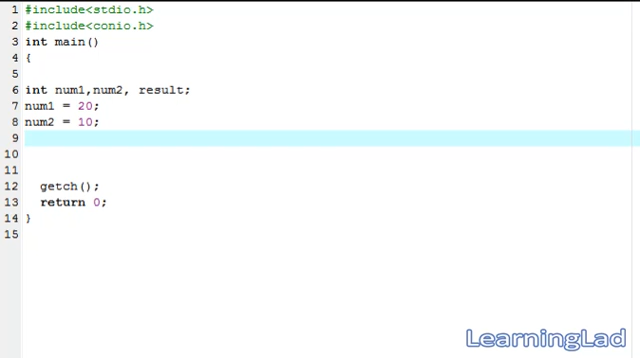 1 #include<stdio.h>
2 #include<conio.h>
3 int main()
4 {
5
6 int num1,num2, result;
7 num1 = 20;
8 num2 = 10;
9
10
11
12 getch();
13 return 0;
14 }
15
LearningLad